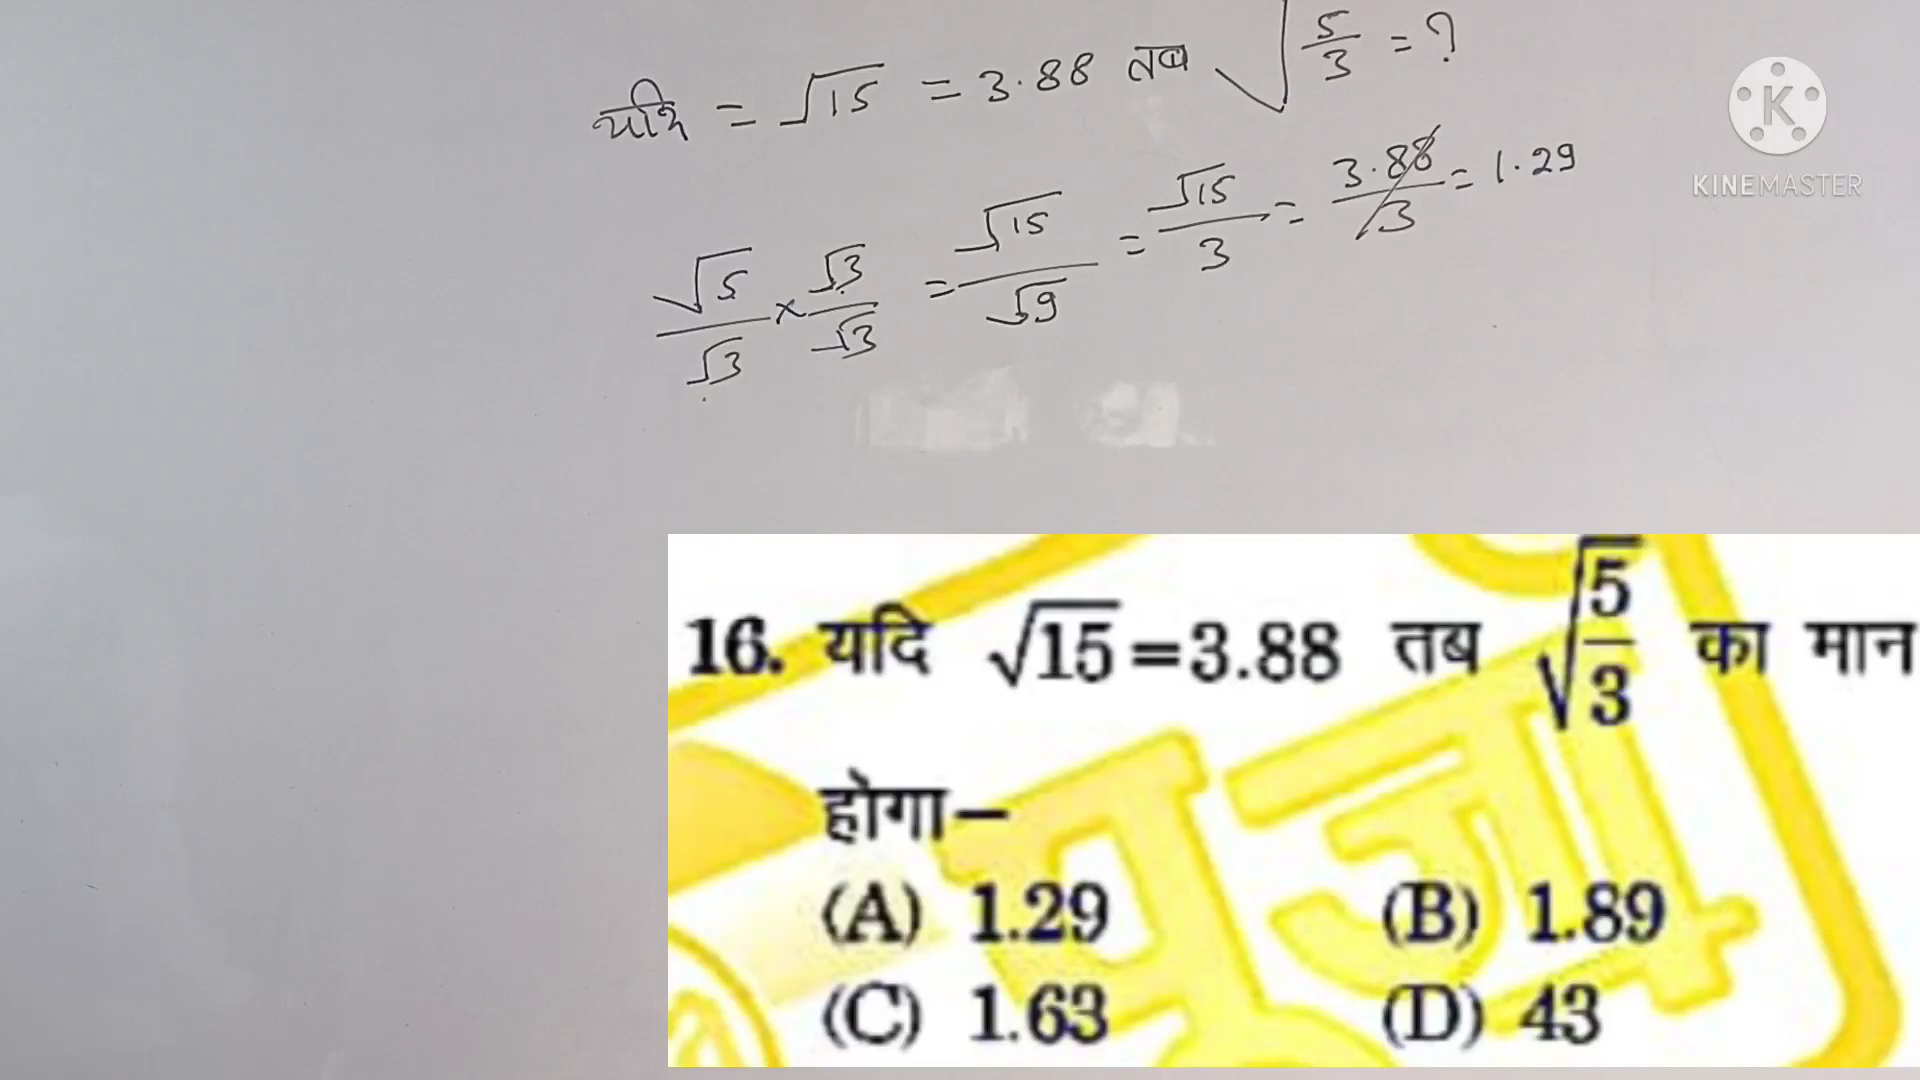 यदि = √15 = 3.88 तब √(5/3) = ?
√5/√3 × √3/√3 = √15/√9 = √15/3 = 3.88/3 = 1.29
KINEMASTER
16. यदि √15=3.88 तब √(5/3) का मान
होगा–
(A) 1.29 (B) 1.89
(C) 1.63 (D) 43